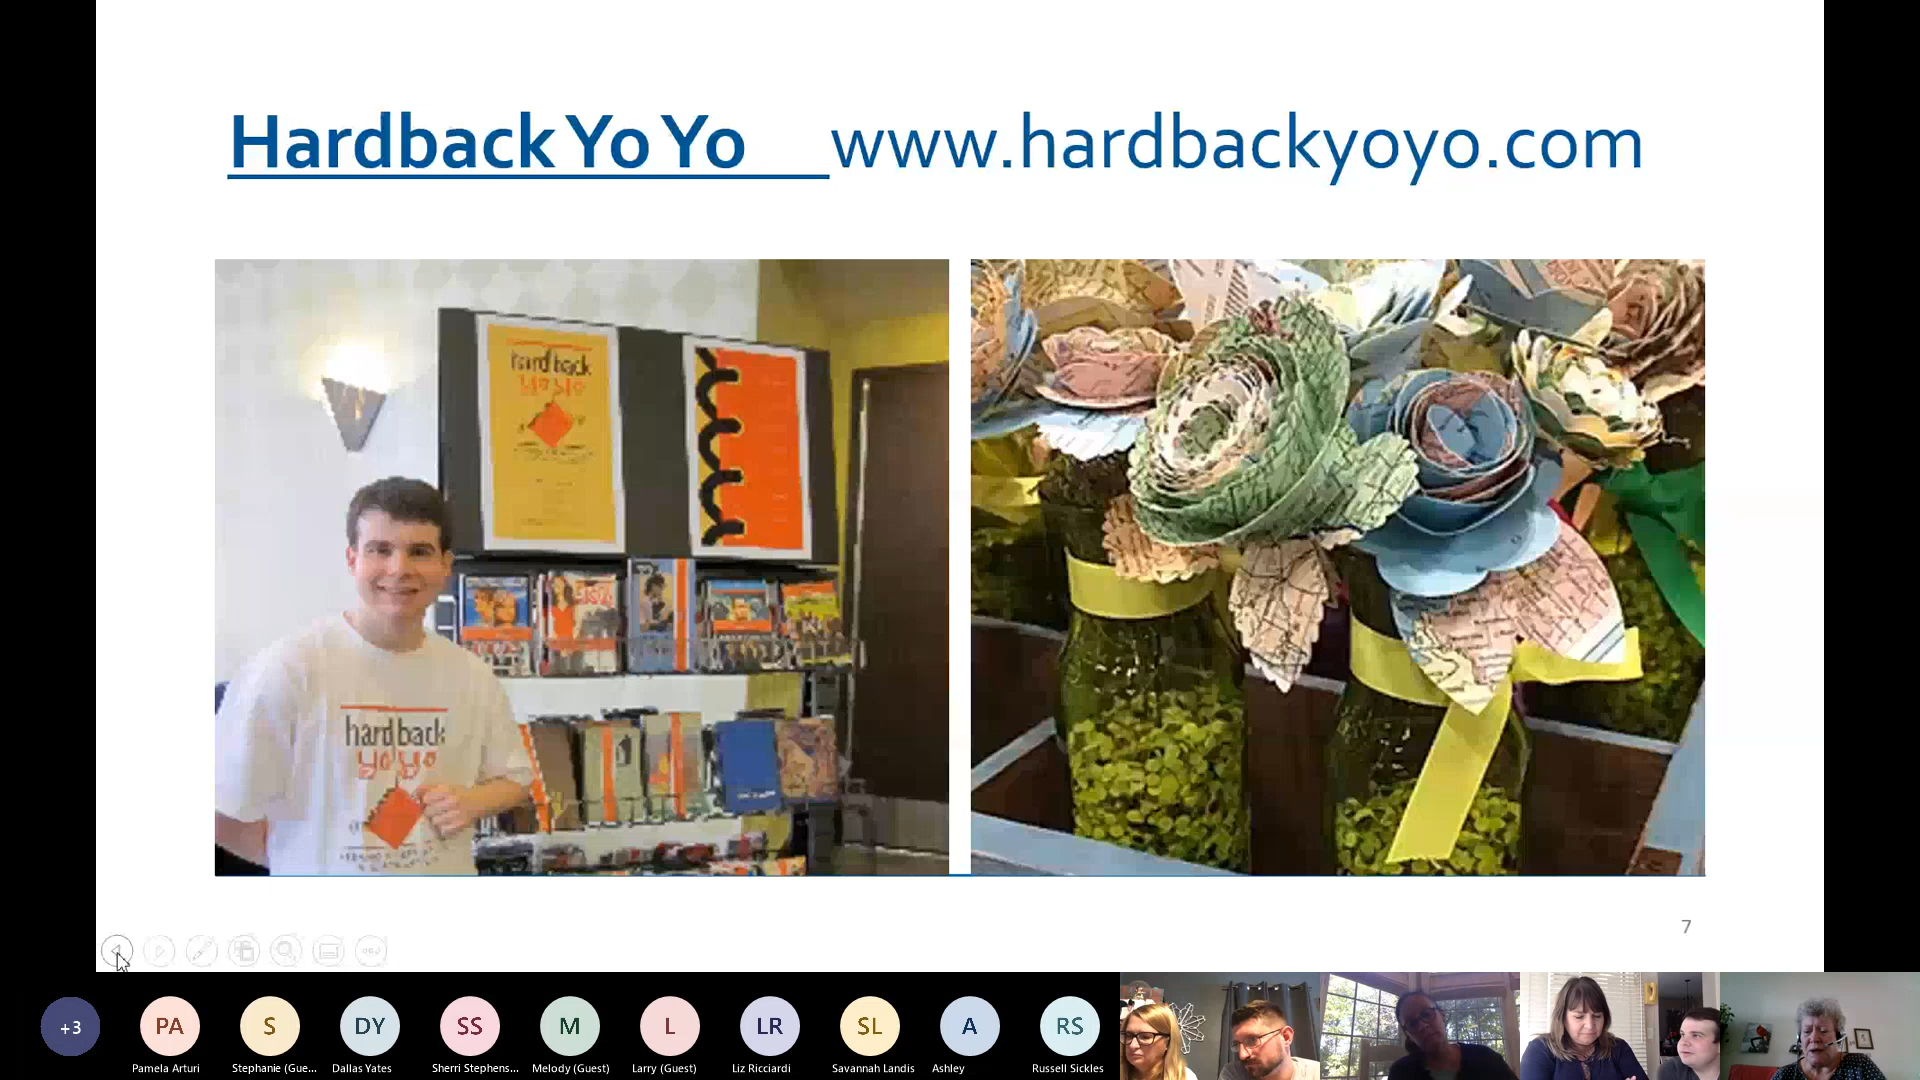 Hardback Yo Yo www.hardbackyoyo.com
hard back
yo yo
hard back
yo yo
7
+3
PA
S
DY
SS
M
L
LR
SL
A
RS
Pamela Arturi
Stephanie (Gue...
Dallas Yates
Sherri Stephens...
Melody (Guest)
Larry (Guest)
Liz Ricciardi
Savannah Landis
Ashley
Russell Sickles